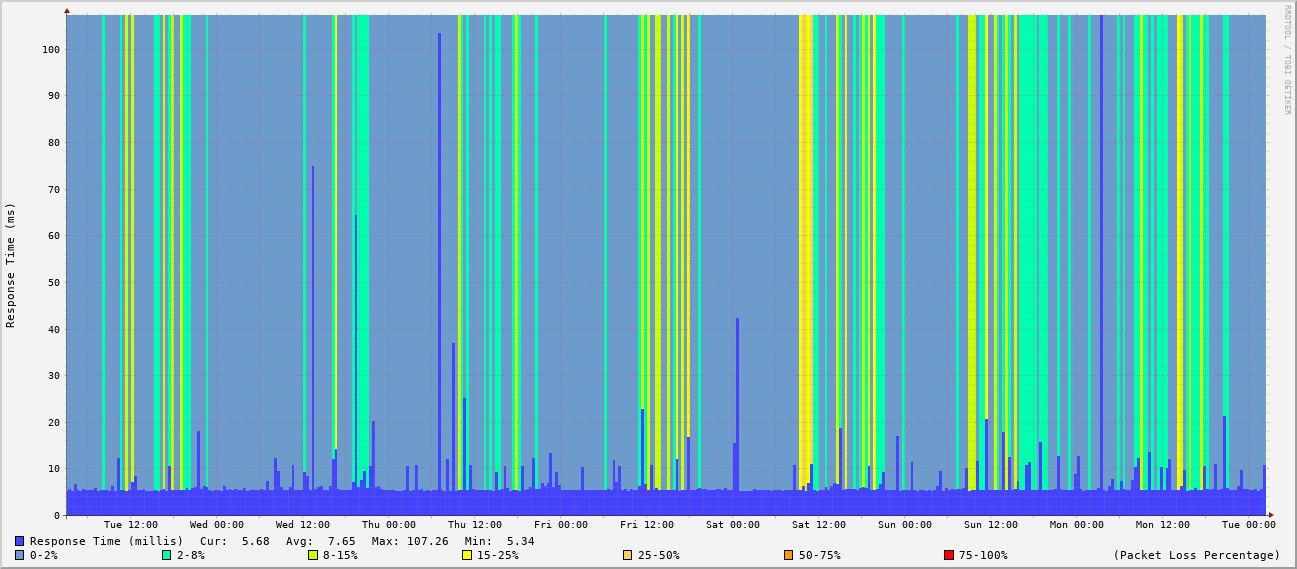 RRDTOOL / TOBI OETIKER
Response Time (ms)
100
90
80
70
60
50
40
30
20
10
0
Tue 12:00 Wed 00:00 Wed 12:00 Thu 00:00 Thu 12:00 Fri 00:00 Fri 12:00 Sat 00:00 Sat 12:00 Sun 00:00 Sun 12:00 Mon 00:00 Mon 12:00 Tue 00:00
Response Time (millis) Cur: 5.68 Avg: 7.65 Max: 107.26 Min: 5.34
0-2% 2-8% 8-15% 15-25% 25-50% 50-75% 75-100% (Packet Loss Percentage)